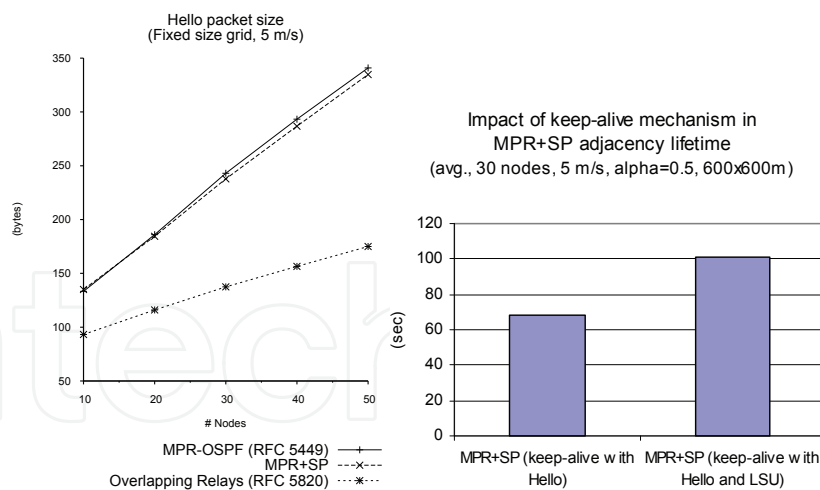 Hello packet size
(Fixed size grid, 5 m/s)
350
300
250
200
150
100
50
(bytes)
10
20
30
40
50
# Nodes
MPR-OSPF (RFC 5449)
MPR+SP
Overlapping Relays (RFC 5820)
Impact of keep-alive mechanism in
MPR+SP adjacency lifetime
(avg., 30 nodes, 5 m/s, alpha=0.5, 600x600m)
120
100
80
60
40
20
0
(sec)
MPR+SP (keep-alive with
Hello)
MPR+SP (keep-alive with
Hello and LSU)